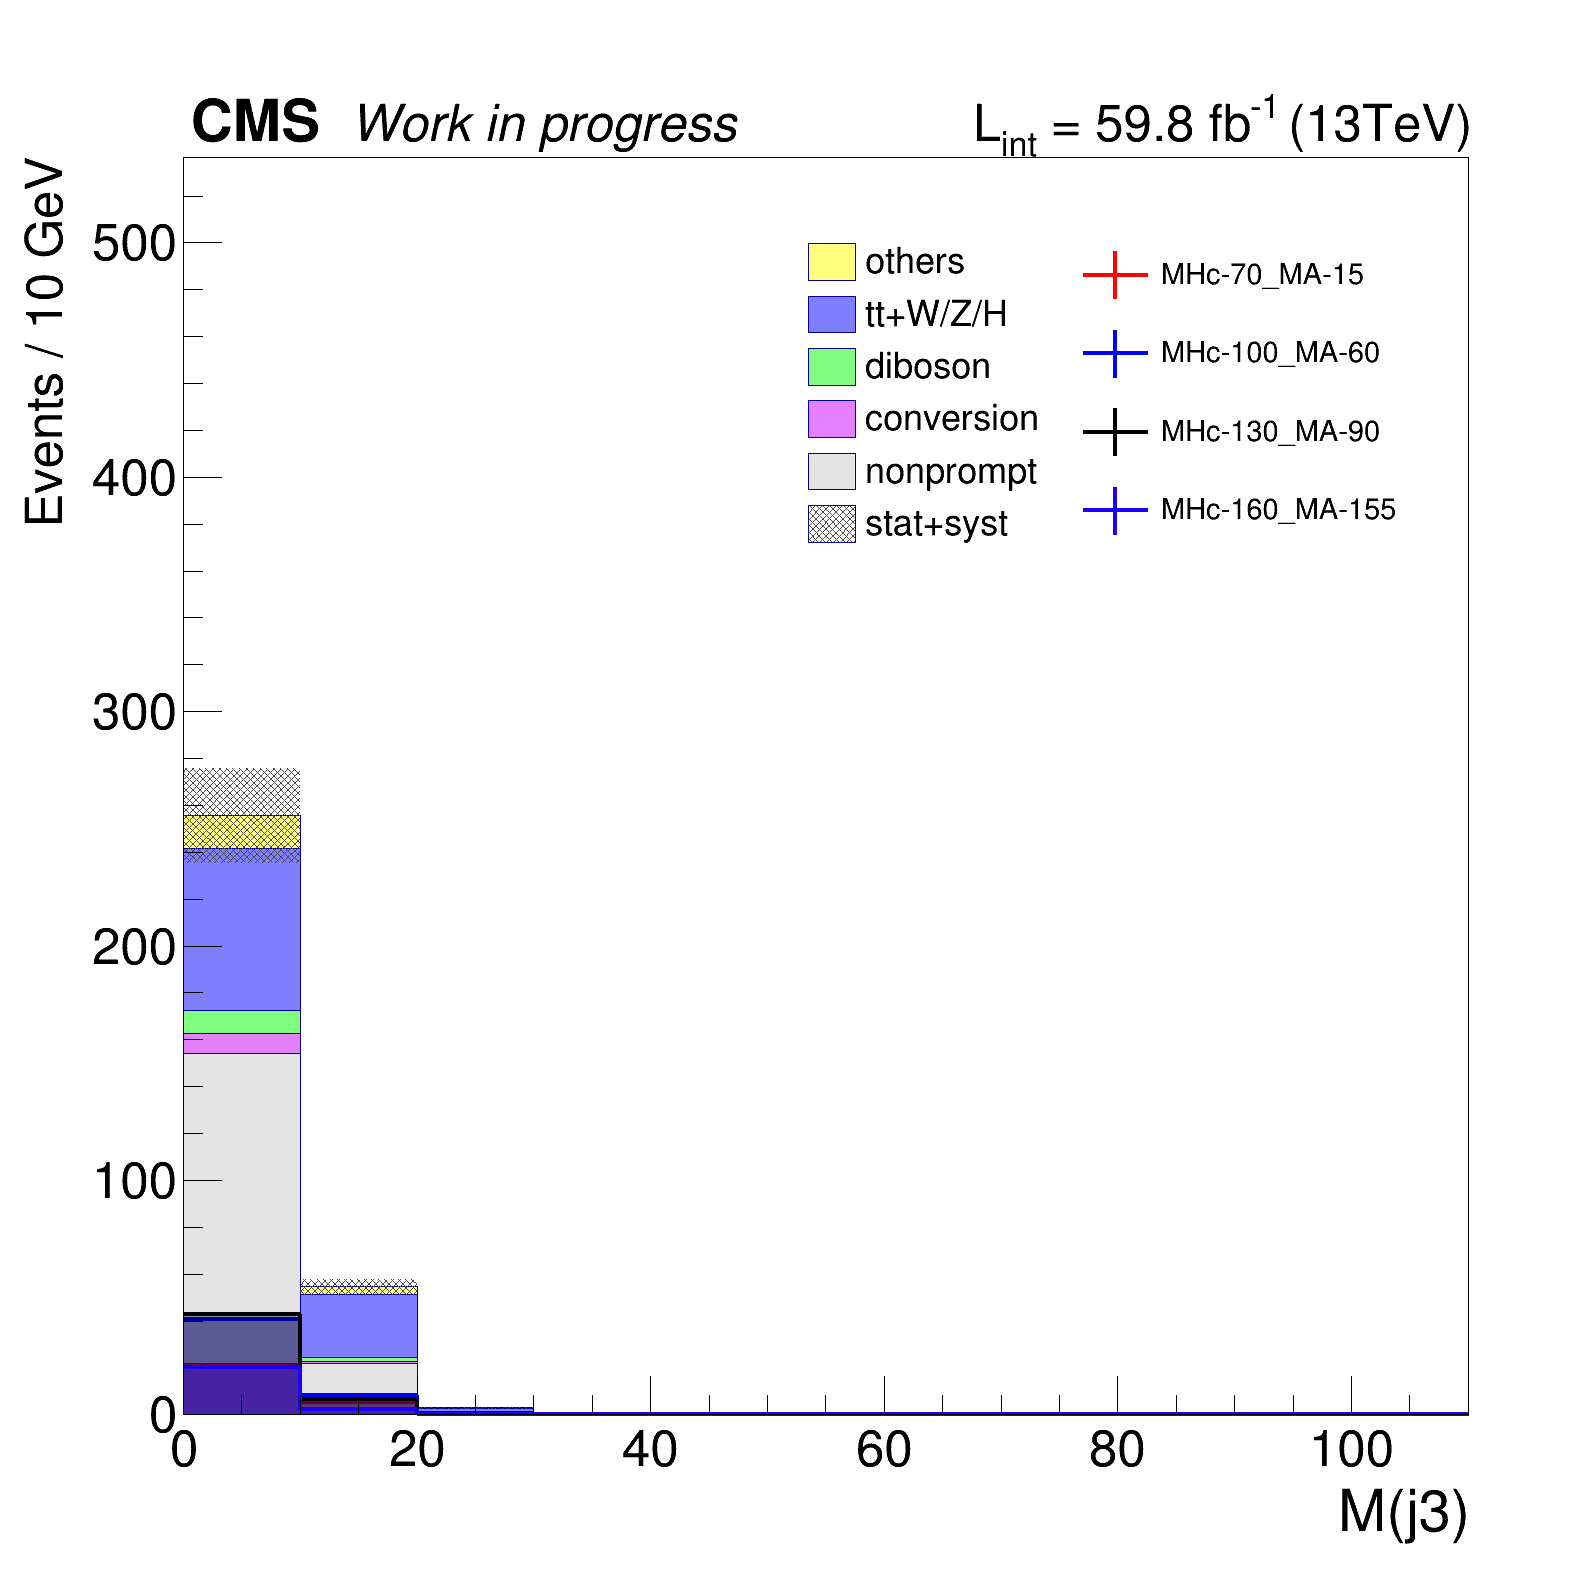 CMS Work in progress
L_int = 59.8 fb^-1 (13TeV)
Events / 10 GeV
500
400
300
200
100
0
others
tt+W/Z/H
diboson
conversion
nonprompt
stat+syst
MHc-70_MA-15
MHc-100_MA-60
MHc-130_MA-90
MHc-160_MA-155
0 20 40 60 80 100
M(j3)